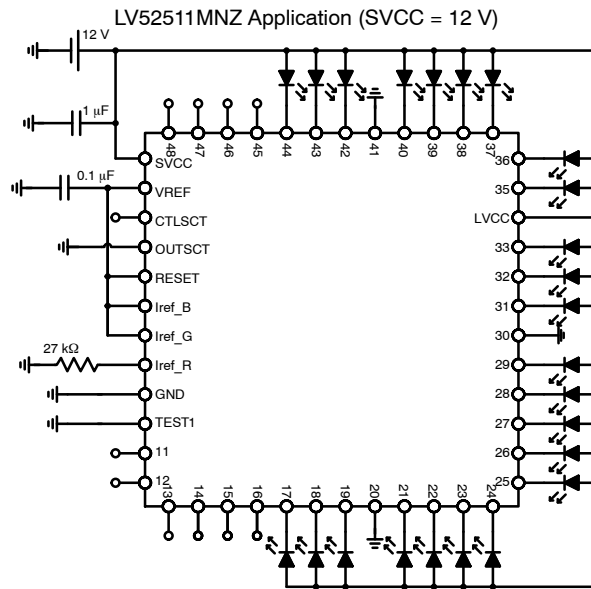 LV52511MNZ Application (SVCC = 12 V)
12 V
1 µF
0.1 µF
27 kΩ
SVCC
VREF
CTLSCT
OUTSCT
RESET
Iref_B
Iref_G
Iref_R
GND
TEST1
11
12
48
47
46
45
44
43
42
41
40
39
38
37
36
35
LVCC
33
32
31
30
29
28
27
26
25
13
14
15
16
17
18
19
20
21
22
23
24